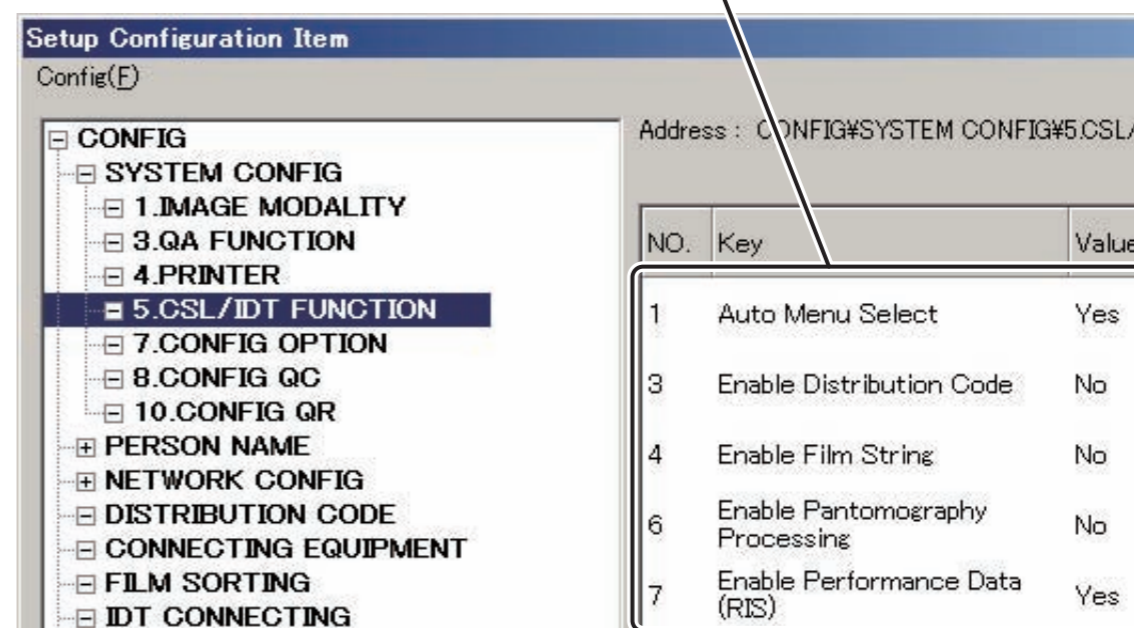 Setup Configuration Item
Config(F)
CONFIG
SYSTEM CONFIG
1.IMAGE MODALITY
3.QA FUNCTION
4.PRINTER
5.CSL/IDT FUNCTION
7.CONFIG OPTION
8.CONFIG QC
10.CONFIG QR
PERSON NAME
NETWORK CONFIG
DISTRIBUTION CODE
CONNECTING EQUIPMENT
FILM SORTING
IDT CONNECTING
Address : CONFIG¥SYSTEM CONFIG¥5.CSL/
NO. Key Value
1 Auto Menu Select Yes
3 Enable Distribution Code No
4 Enable Film String No
6 Enable Pantomography
Processing No
7 Enable Performance Data
(RIS) Yes